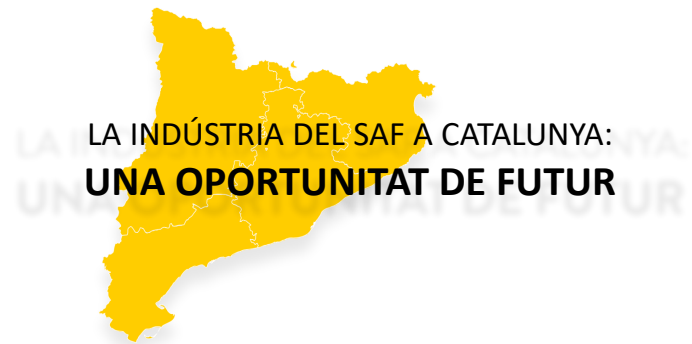 LA INDÚSTRIA DEL SAF A CATALUNYA:
UNA OPORTUNITAT DE FUTUR